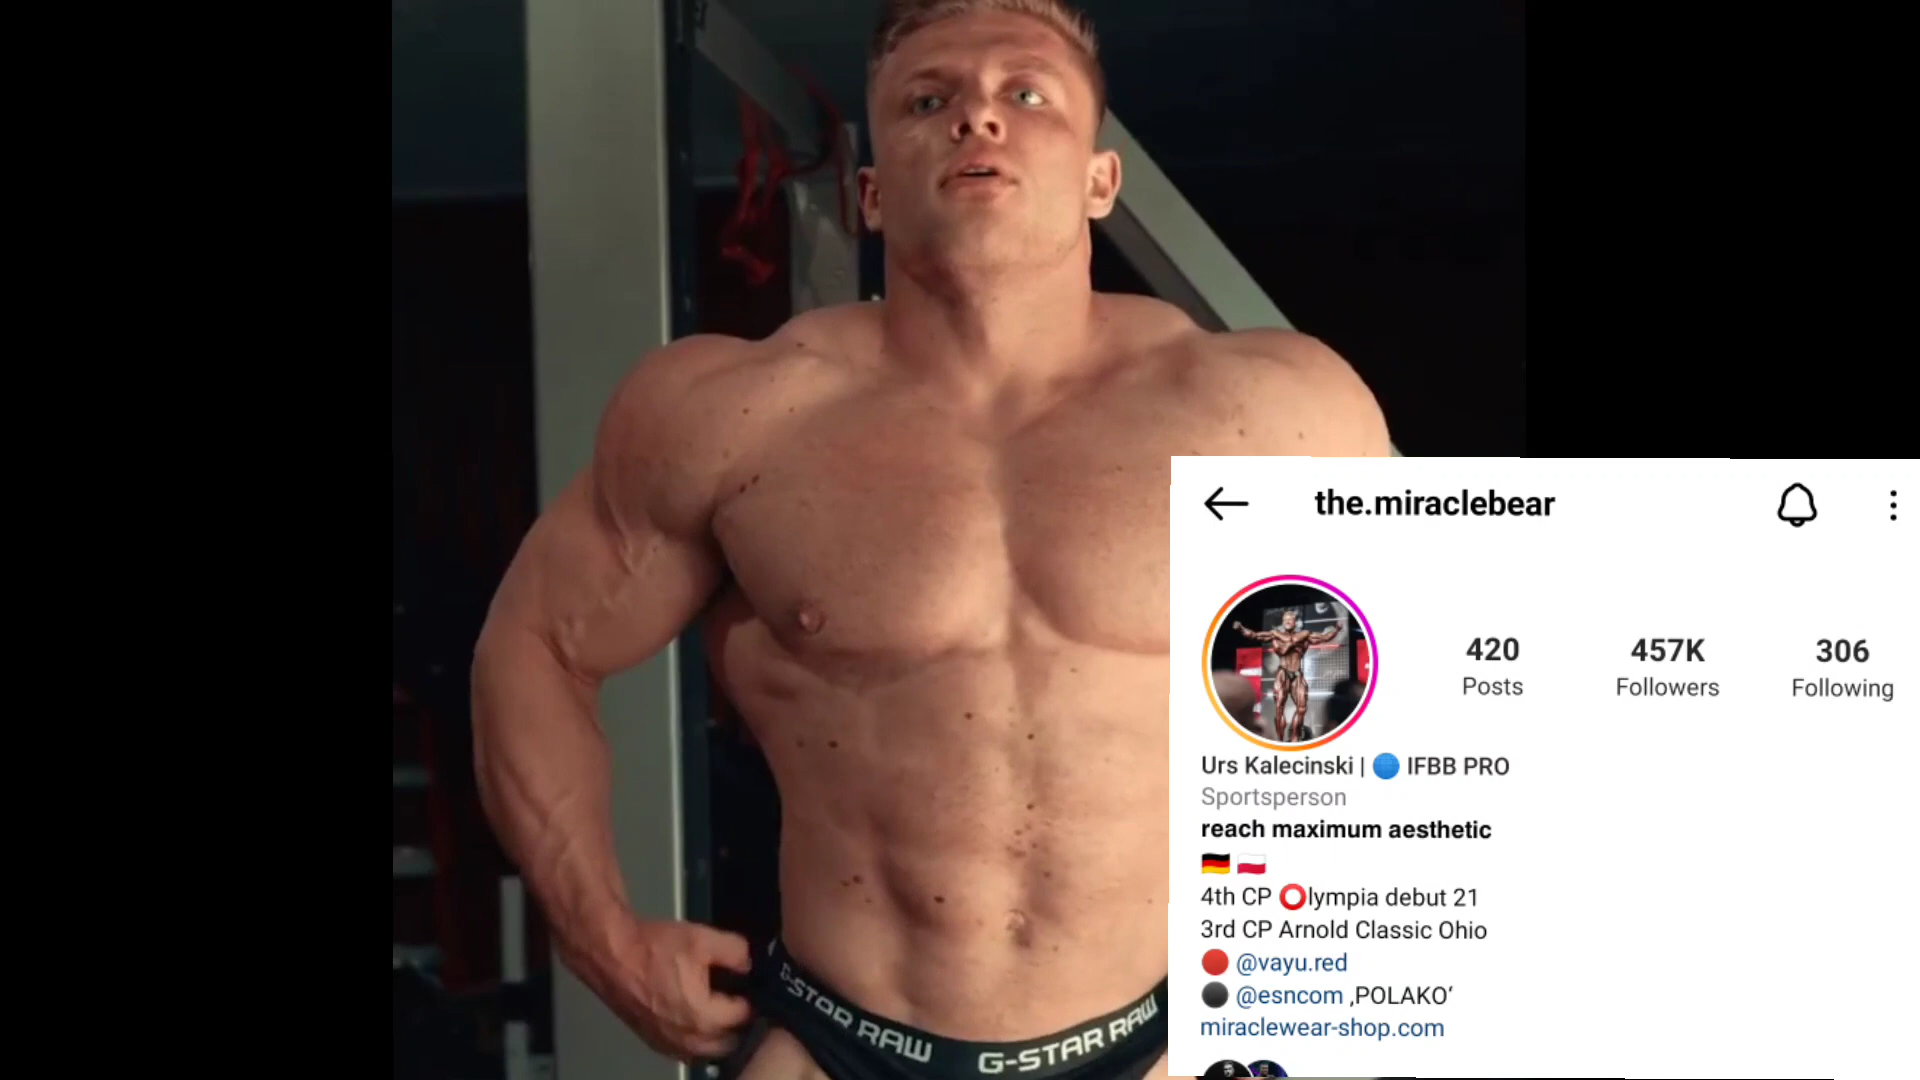 G-STAR RAW G-STAR RAW
the.miraclebear
420 457K 306
Posts Followers Following
Urs Kalecinski | 🔵 IFBB PRO
Sportsperson
reach maximum aesthetic
🇩🇪 🇵🇱
4th CP ⭕lympia debut 21
3rd CP Arnold Classic Ohio
🔴 @vayu.red
⚫ @esncom ‚POLAKO‘
miraclewear-shop.com